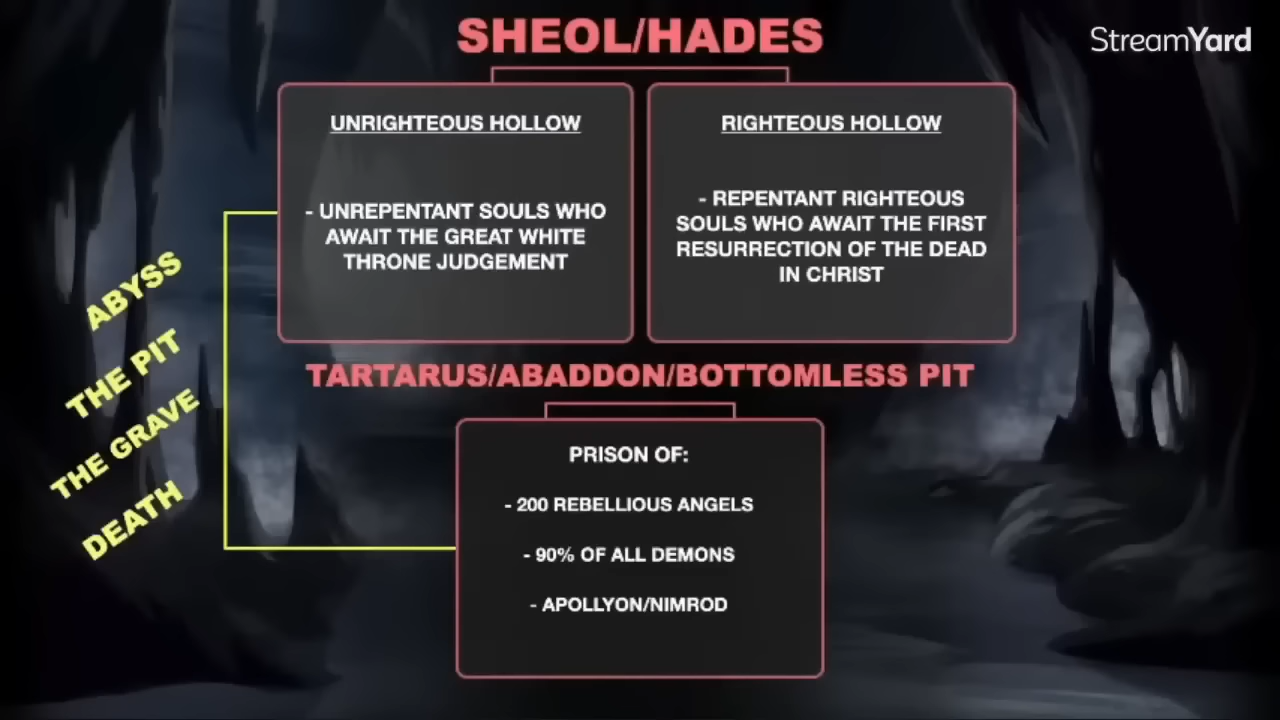 SHEOL/HADES
StreamYard
UNRIGHTEOUS HOLLOW
- UNREPENTANT SOULS WHO
AWAIT THE GREAT WHITE
THRONE JUDGEMENT
RIGHTEOUS HOLLOW
- REPENTANT RIGHTEOUS
SOULS WHO AWAIT THE FIRST
RESURRECTION OF THE DEAD
IN CHRIST
ABYSS
THE PIT
THE GRAVE
DEATH
TARTARUS/ABADDON/BOTTOMLESS PIT
PRISON OF:
- 200 REBELLIOUS ANGELS
- 90% OF ALL DEMONS
- APOLLYON/NIMROD